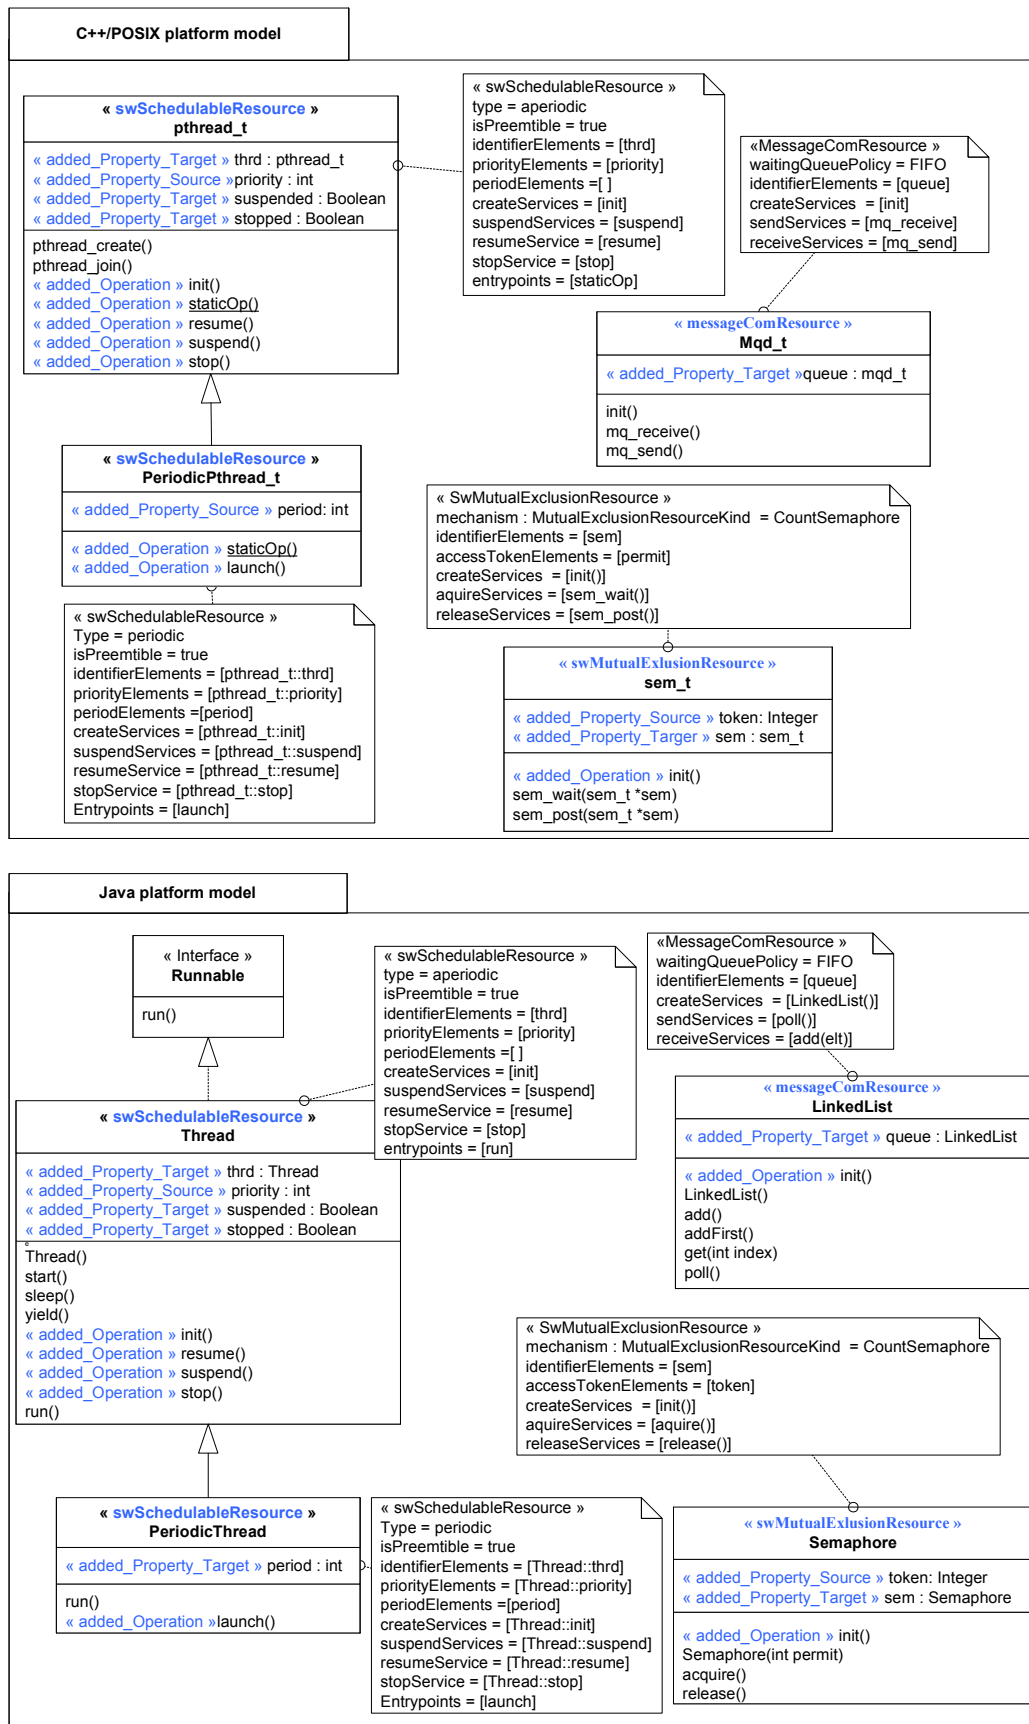 C++/POSIX platform model
« swSchedulableResource »
pthread_t
« added_Property_Target » thrd : pthread_t
« added_Property_Source »priority : int
« added_Property_Target » suspended : Boolean
« added_Property_Target » stopped : Boolean
pthread_create()
pthread_join()
« added_Operation » init()
« added_Operation » staticOp()
« added_Operation » resume()
« added_Operation » suspend()
« added_Operation » stop()
« swSchedulableResource »
type = aperiodic
isPreemtible = true
identifierElements = [thrd]
priorityElements = [priority]
periodElements =[ ]
createServices = [init]
suspendServices = [suspend]
resumeService = [resume]
stopService = [stop]
entrypoints = [staticOp]
«MessageComResource »
waitingQueuePolicy = FIFO
identifierElements = [queue]
createServices  = [init]
sendServices = [mq_receive]
receiveServices = [mq_send]
« messageComResource »
Mqd_t
« added_Property_Target »queue : mqd_t
init()
mq_receive()
mq_send()
« swSchedulableResource »
PeriodicPthread_t
« added_Property_Source » period: int
« added_Operation » staticOp()
« added_Operation » launch()
« SwMutualExclusionResource »
mechanism : MutualExclusionResourceKind  = CountSemaphore
identifierElements = [sem]
accessTokenElements = [permit]
createServices  = [init()]
aquireServices = [sem_wait()]
releaseServices = [sem_post()]
« swSchedulableResource »
Type = periodic
isPreemtible = true
identifierElements = [pthread_t::thrd]
priorityElements = [pthread_t::priority]
periodElements =[period]
createServices = [pthread_t::init]
suspendServices = [pthread_t::suspend]
resumeService = [pthread_t::resume]
stopService = [pthread_t::stop]
Entrypoints = [launch]
« swMutualExlusionResource »
sem_t
« added_Property_Source » token: Integer
« added_Property_Targer » sem : sem_t
« added_Operation » init()
sem_wait(sem_t *sem)
sem_post(sem_t *sem)
Java platform model
« Interface »
Runnable
run()
« swSchedulableResource »
type = aperiodic
isPreemtible = true
identifierElements = [thrd]
priorityElements = [priority]
periodElements =[ ]
createServices = [init]
suspendServices = [suspend]
resumeService = [resume]
stopService = [stop]
entrypoints = [run]
«MessageComResource »
waitingQueuePolicy = FIFO
identifierElements = [queue]
createServices  = [LinkedList()]
sendServices = [poll()]
receiveServices = [add(elt)]
« swSchedulableResource »
Thread
« added_Property_Target » thrd : Thread
« added_Property_Source » priority : int
« added_Property_Target » suspended : Boolean
« added_Property_Target » stopped : Boolean
Thread()
start()
sleep()
yield()
« added_Operation » init()
« added_Operation » resume()
« added_Operation » suspend()
« added_Operation » stop()
run()
« messageComResource »
LinkedList
« added_Property_Target » queue : LinkedList
« added_Operation » init()
LinkedList()
add()
addFirst()
get(int index)
poll()
« SwMutualExclusionResource »
mechanism : MutualExclusionResourceKind  = CountSemaphore
identifierElements = [sem]
accessTokenElements = [token]
createServices  = [init()]
aquireServices = [aquire()]
releaseServices = [release()]
« swSchedulableResource »
PeriodicThread
« added_Property_Target » period : int
run()
« added_Operation »launch()
« swSchedulableResource »
Type = periodic
isPreemtible = true
identifierElements = [Thread::thrd]
priorityElements = [Thread::priority]
periodElements =[period]
createServices = [Thread::init]
suspendServices = [Thread::suspend]
resumeService = [Thread::resume]
stopService = [Thread::stop]
Entrypoints = [launch]
« swMutualExlusionResource »
Semaphore
« added_Property_Source » token: Integer
« added_Property_Target » sem : Semaphore
« added_Operation » init()
Semaphore(int permit)
acquire()
release()